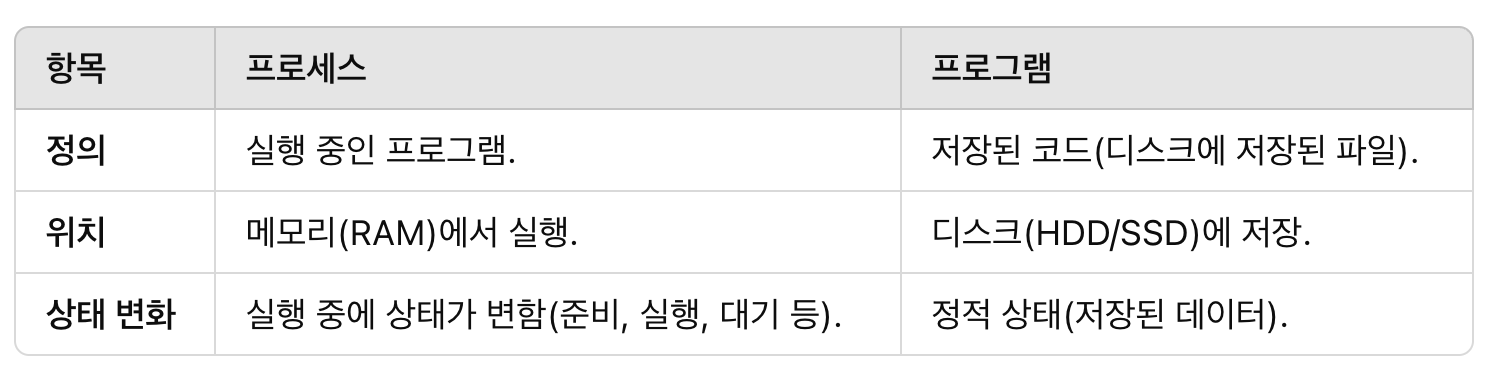 항목 프로세스 프로그램
정의 실행 중인 프로그램. 저장된 코드(디스크에 저장된 파일).
위치 메모리(RAM)에서 실행. 디스크(HDD/SSD)에 저장.
상태 변화 실행 중에 상태가 변함(준비, 실행, 대기 등). 정적 상태(저장된 데이터).